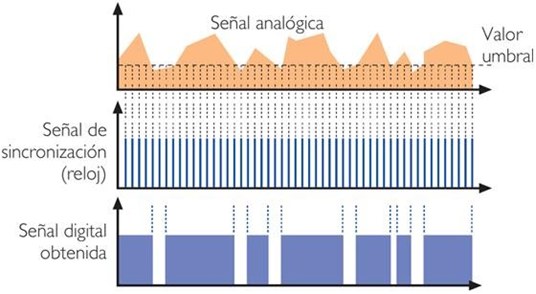 Señal analógica
Valor
umbral
Señal de
sincronización
(reloj)
Señal digital
obtenida